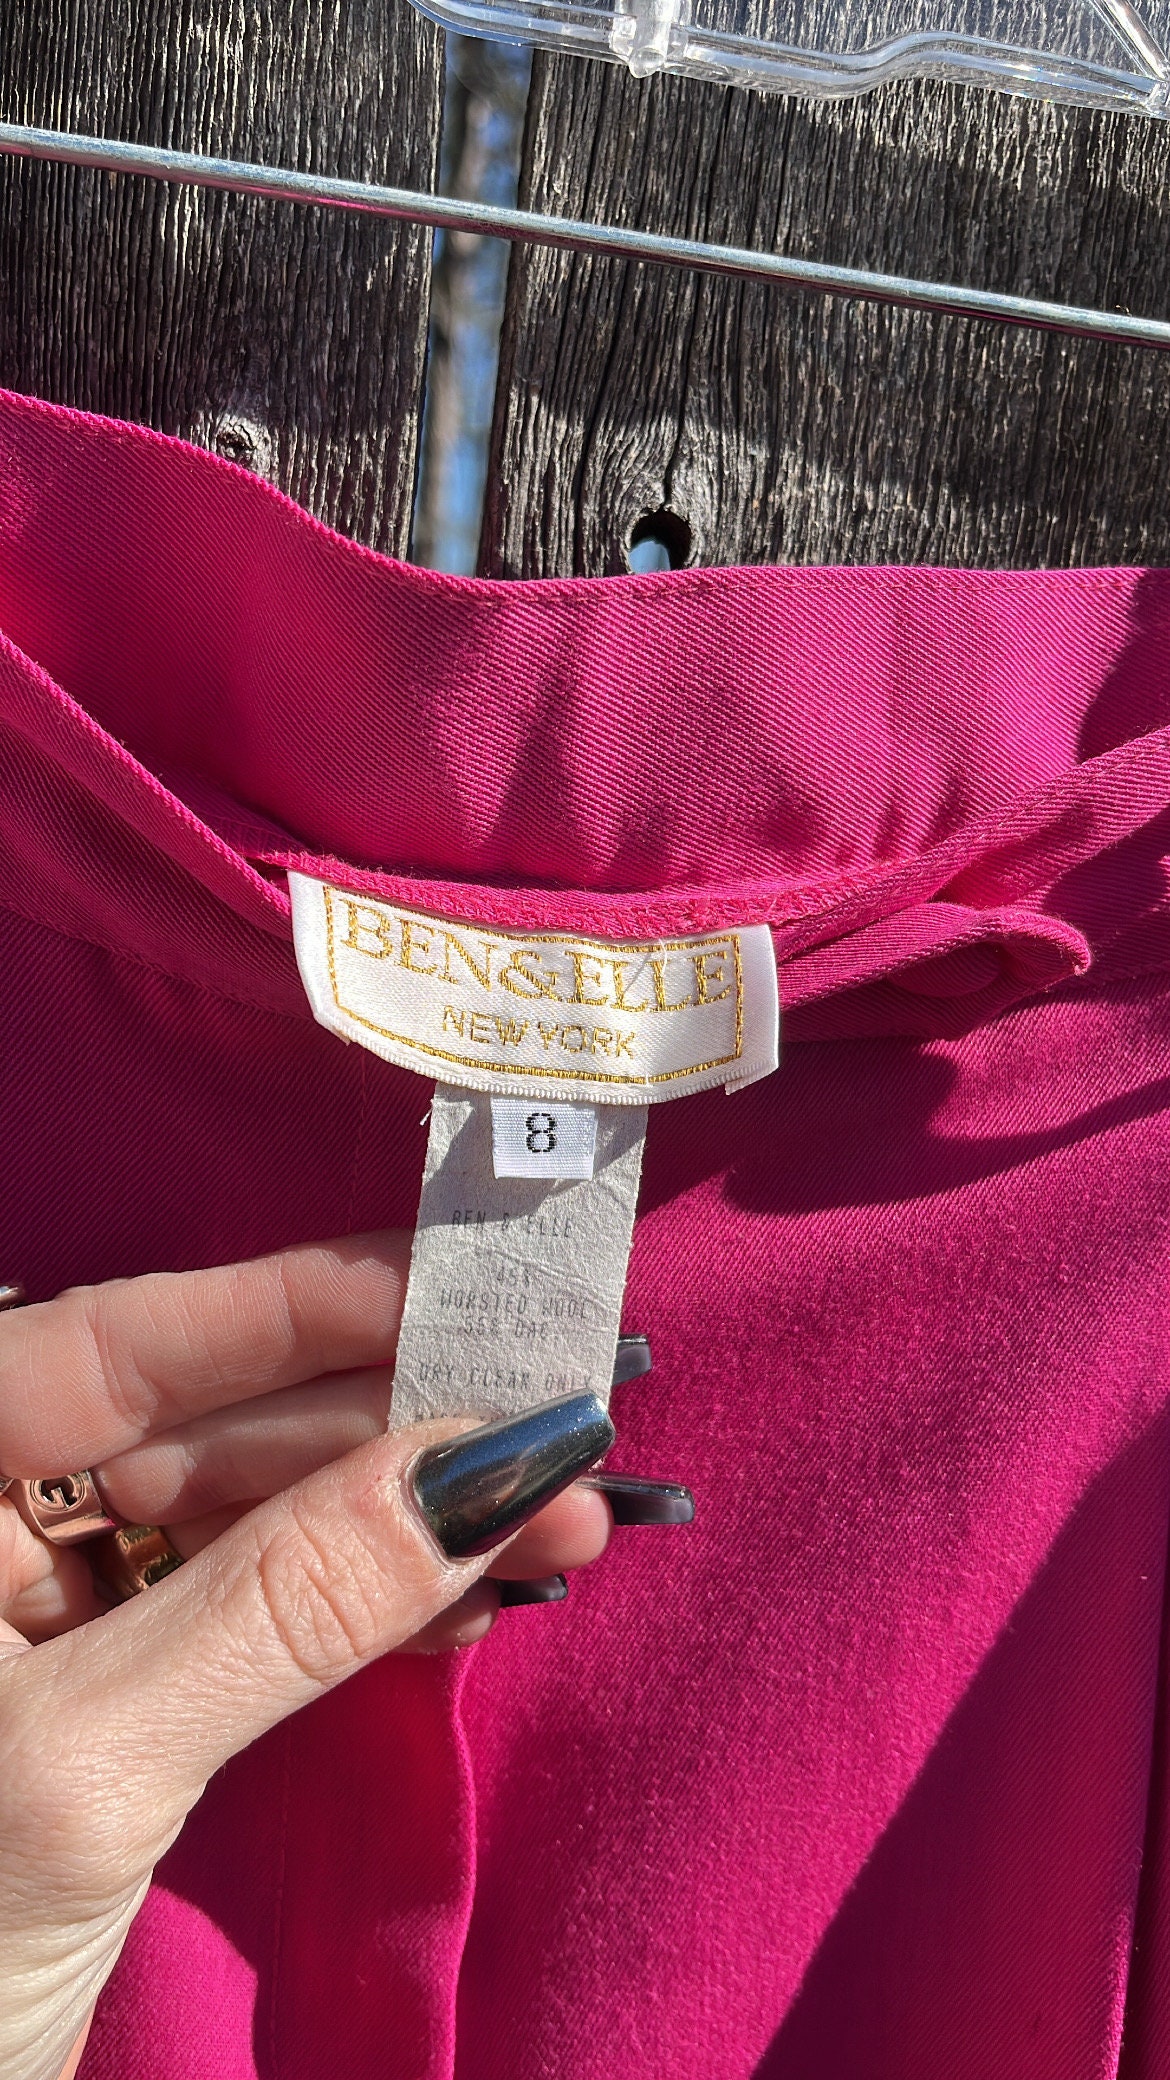 BEN&ELLE
NEW YORK
8
BEN & ELLE
45%
WORSTED WOOL
55% DAC.
DRY CLEAN ONLY